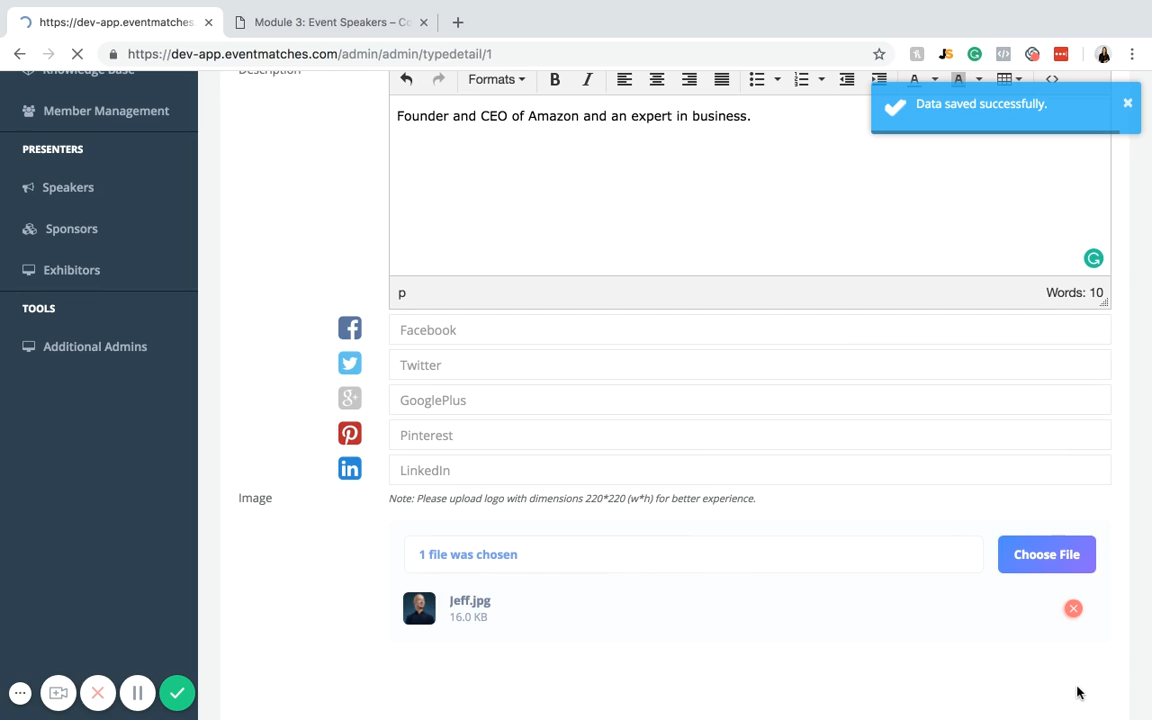 https://dev-app.eventmatches.
Module 3: Event Speakers – Co
https://dev-app.eventmatches.com/admin/admin/typedetail/1
Knowledge Base
Description
Formats
B
I
A
A
Data saved successfully.
Member Management
Founder and CEO of Amazon and an expert in business.
PRESENTERS
Speakers
Sponsors
Exhibitors
p
Words: 10
TOOLS
Facebook
Additional Admins
Twitter
GooglePlus
Pinterest
LinkedIn
Image
Note: Please upload logo with dimensions 220*220 (w*h) for better experience.
1 file was chosen
Choose File
Jeff.jpg
16.0 KB